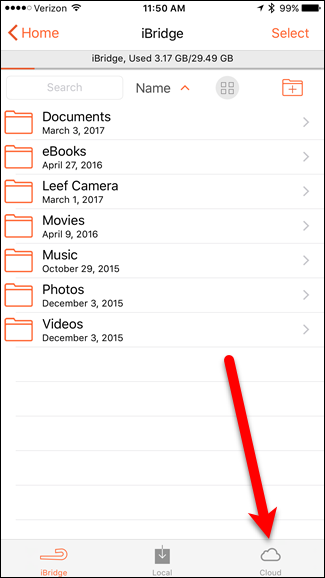 Verizon 11:50 AM 99%
Home iBridge Select
iBridge, Used 3.17 GB/29.49 GB
Search Name
Documents
March 3, 2017
eBooks
April 27, 2016
Leef Camera
March 1, 2017
Movies
April 9, 2016
Music
October 29, 2015
Photos
December 3, 2015
Videos
December 3, 2015
iBridge Local Cloud